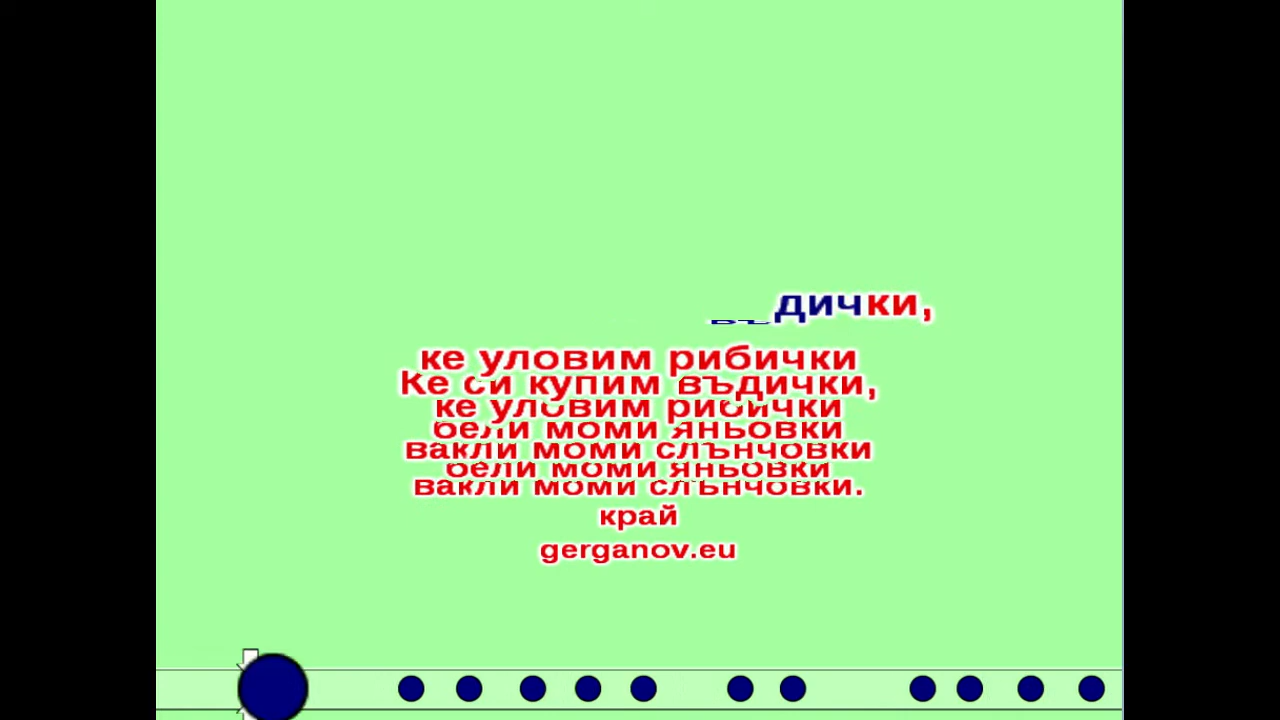 дички,
ке уловим рибички
Ке си купим въдички,
ке уловим рибички
бели моми яньовки
вакли моми слънчовки
бели моми яньовки
вакли моми слънчовки.
край
gerganov.eu